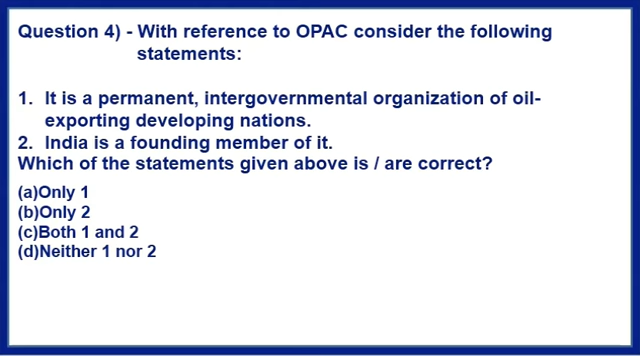 Question 4) - With reference to OPAC consider the following
statements:
1. It is a permanent, intergovernmental organization of oil-
exporting developing nations.
2. India is a founding member of it.
Which of the statements given above is / are correct?
(a)Only 1
(b)Only 2
(c)Both 1 and 2
(d)Neither 1 nor 2